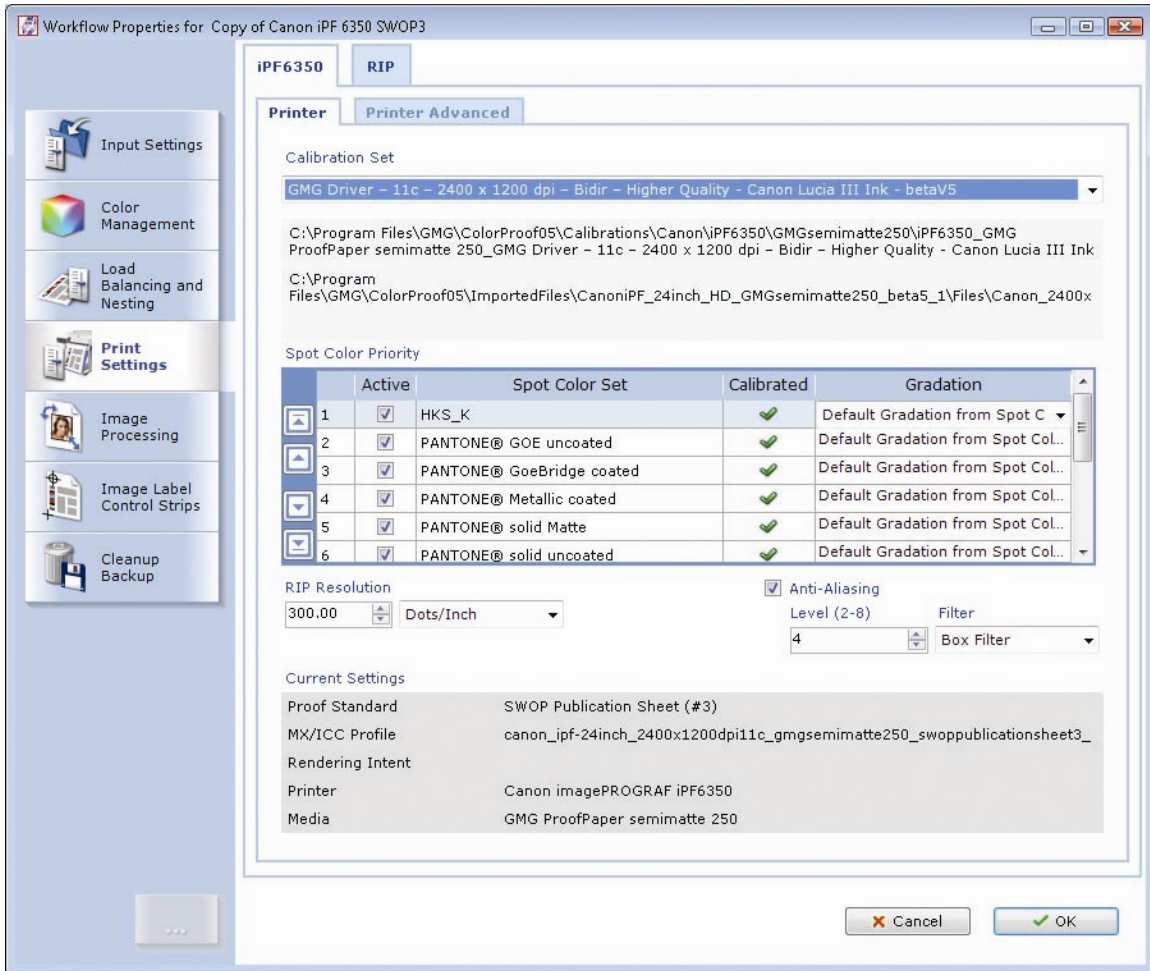 Workflow Properties for Copy of Canon iPF 6350 SWOP3
iPF6350
RIP
Input Settings
Color
Management
Load
Balancing and
Nesting
Print
Settings
Image
Processing
Image Label
Control Strips
Cleanup
Backup
...
Printer
Printer Advanced
Calibration Set
GMG Driver – 11c – 2400 x 1200 dpi – Bidir – Higher Quality - Canon Lucia III Ink - betaV5
C:\Program Files\GMG\ColorProof05\Calibrations\Canon\iPF6350\GMGsemimatte250\iPF6350_GMG
ProofPaper semimatte 250_GMG Driver – 11c – 2400 x 1200 dpi – Bidir – Higher Quality - Canon Lucia III Ink
C:\Program
Files\GMG\ColorProof05\ImportedFiles\CanoniPF_24inch_HD_GMGsemimatte250_beta5_1\Files\Canon_2400x
Spot Color Priority
Active Spot Color Set Calibrated Gradation
1 HKS_K Default Gradation from Spot C
2 PANTONE® GOE uncoated Default Gradation from Spot Col...
3 PANTONE® GoeBridge coated Default Gradation from Spot Col...
4 PANTONE® Metallic coated Default Gradation from Spot Col...
5 PANTONE® solid Matte Default Gradation from Spot Col...
6 PANTONE® solid uncoated Default Gradation from Spot Col...
RIP Resolution
300.00 Dots/Inch
Anti-Aliasing
Level (2-8) Filter
4 Box Filter
Current Settings
Proof Standard SWOP Publication Sheet (#3)
MX/ICC Profile canon_ipf-24inch_2400x1200dpi11c_gmgsemimatte250_swoppublicationsheet3_
Rendering Intent
Printer Canon imagePROGRAF iPF6350
Media GMG ProofPaper semimatte 250
Cancel
OK